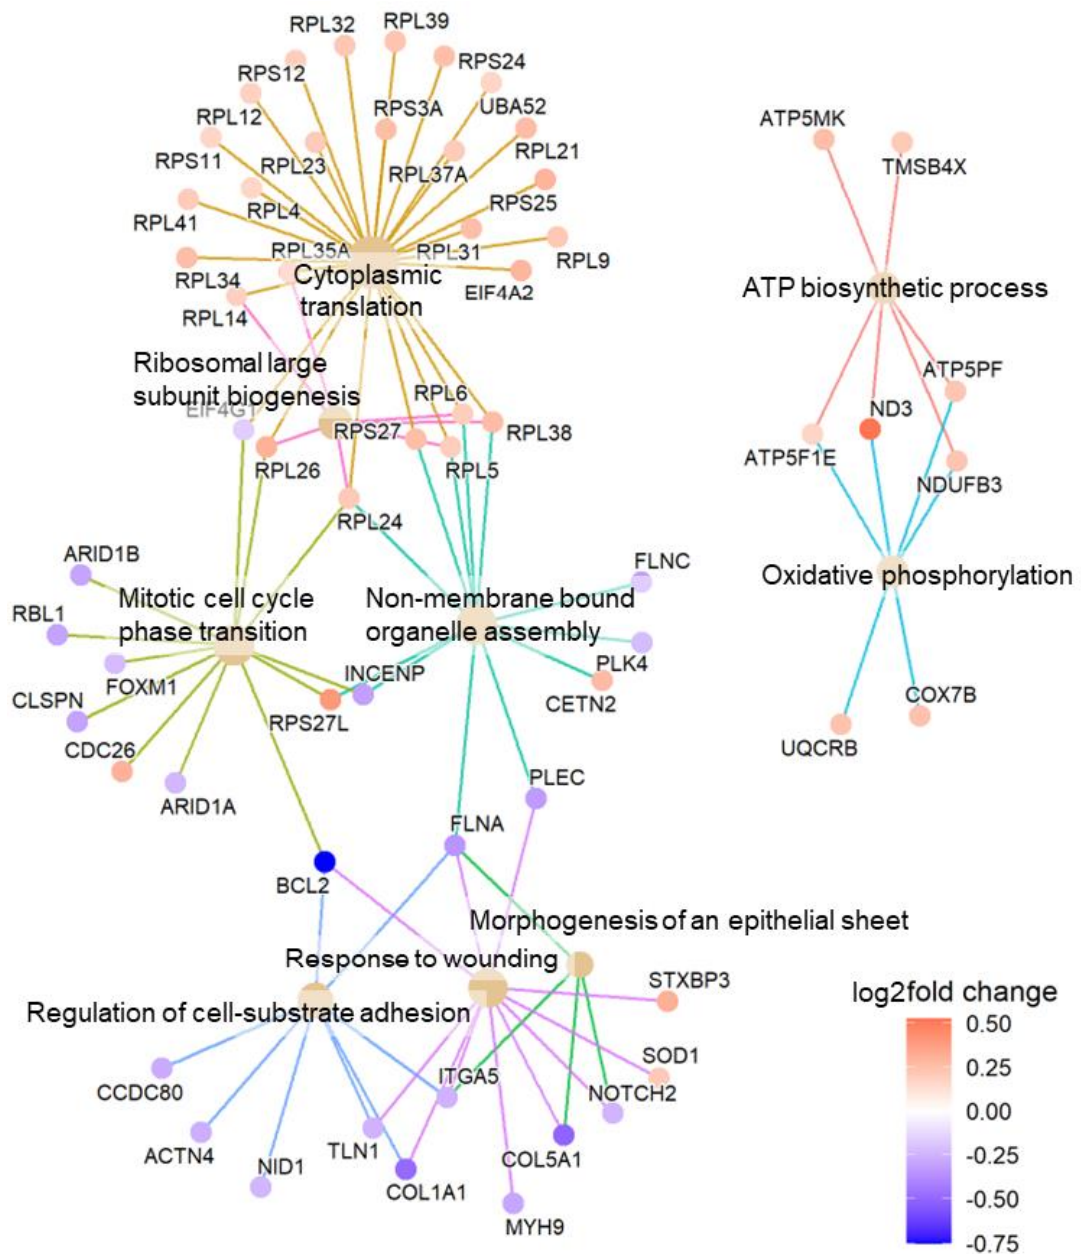 RPL32
RPL39
RPS12
RPS24
RPL12
RPS3A
UBA52
RPS11
RPL23
RPL37A
RPL21
RPL41
RPL4
RPS25
RPL35A
RPL31
RPL9
RPL34
Cytoplasmic
translation
EIF4A2
RPL14
Ribosomal large
subunit biogenesis
EIF4G1
RPL6
RPS27
RPL38
RPL26
RPL5
RPL24
ATP5MK
TMSB4X
ATP biosynthetic process
ATP5PF
ND3
ATP5F1E
NDUFB3
Oxidative phosphorylation
COX7B
UQCRB
ARID1B
FLNC
RBL1
Mitotic cell cycle
phase transition
Non-membrane bound
organelle assembly
FOXM1
INCENP
PLK4
CLSPN
RPS27L
CETN2
CDC26
ARID1A
PLEC
FLNA
BCL2
Morphogenesis of an epithelial sheet
Response to wounding
STXBP3
Regulation of cell-substrate adhesion
SOD1
CCDC80
ITGA5
NOTCH2
ACTN4
TLN1
COL5A1
NID1
COL1A1
MYH9
log2fold change
0.50
0.25
0.00
-0.25
-0.50
-0.75